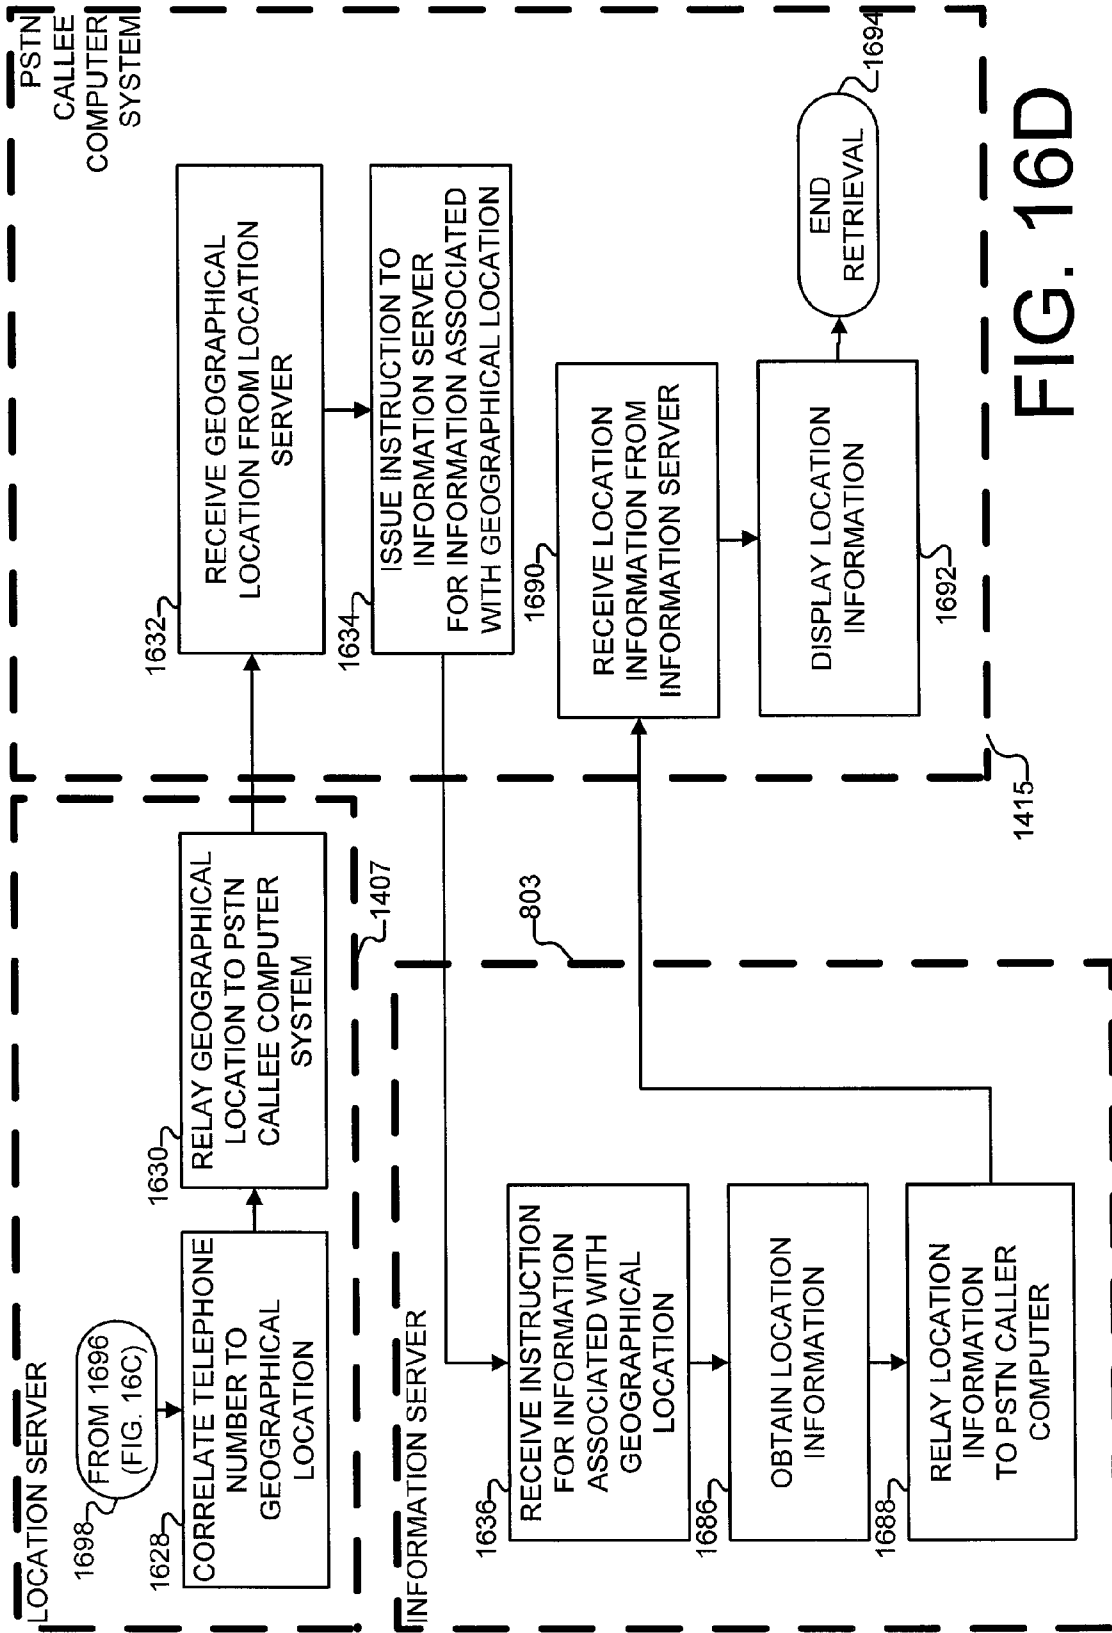 LOCATION SERVER
1698
FROM 1696
(FIG. 16C)
1628
CORRELATE TELEPHONE
NUMBER TO
GEOGRAPHICAL
LOCATION
1630
RELAY GEOGRAPHICAL
LOCATION TO PSTN
CALLEE COMPUTER
SYSTEM
1407
PSTN
CALLEE
COMPUTER
SYSTEM
1632
RECEIVE GEOGRAPHICAL
LOCATION FROM LOCATION
SERVER
1634
ISSUE INSTRUCTION TO
INFORMATION SERVER
FOR INFORMATION ASSOCIATED
WITH GEOGRAPHICAL LOCATION
INFORMATION SERVER
803
1636
RECEIVE INSTRUCTION
FOR INFORMATION
ASSOCIATED WITH
GEOGRAPHICAL
LOCATION
1686
OBTAIN LOCATION
INFORMATION
1688
RELAY LOCATION
INFORMATION
TO PSTN CALLER
COMPUTER
1690
RECEIVE LOCATION
INFORMATION FROM
INFORMATION SERVER
DISPLAY LOCATION
INFORMATION
1692
END
RETRIEVAL
1694
1415
FIG. 16D